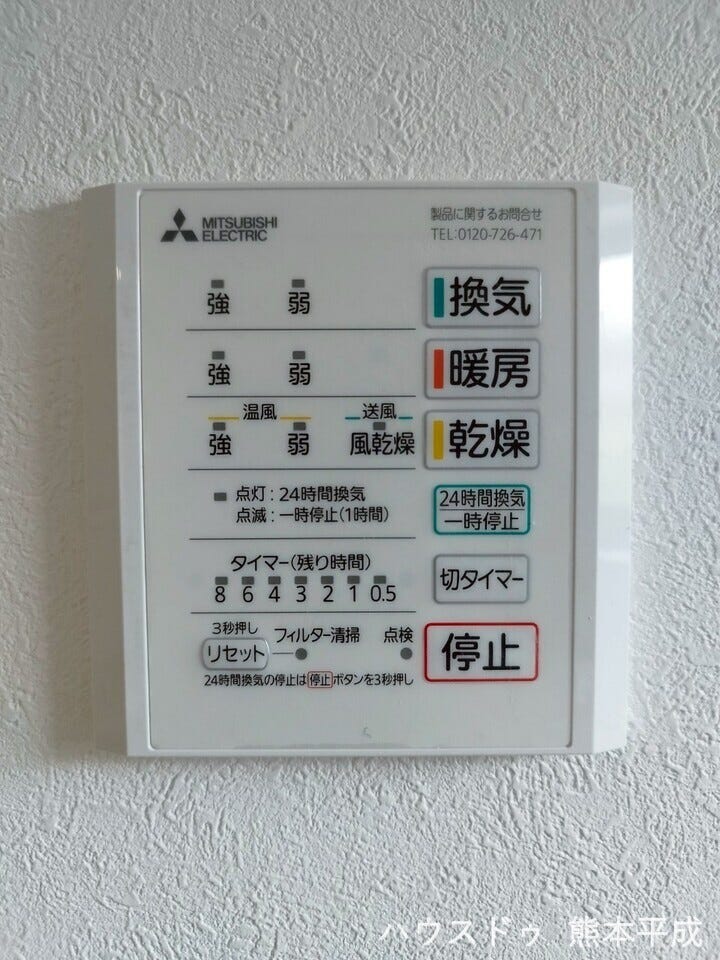 MITSUBISHI
ELECTRIC
製品に関するお問合せ
TEL:0120-726-471
強 弱 換気
強 弱 暖房
温風 送風
強 弱 風乾燥 乾燥
点灯:24時間換気
点滅:一時停止(1時間)
24時間換気
一時停止
タイマー(残り時間)
8 6 4 3 2 1 0.5
切タイマー
3秒押し
リセット フィルター清掃 点検
停止
24時間換気の停止は停止ボタンを3秒押し
ハウスドゥ 熊本平成